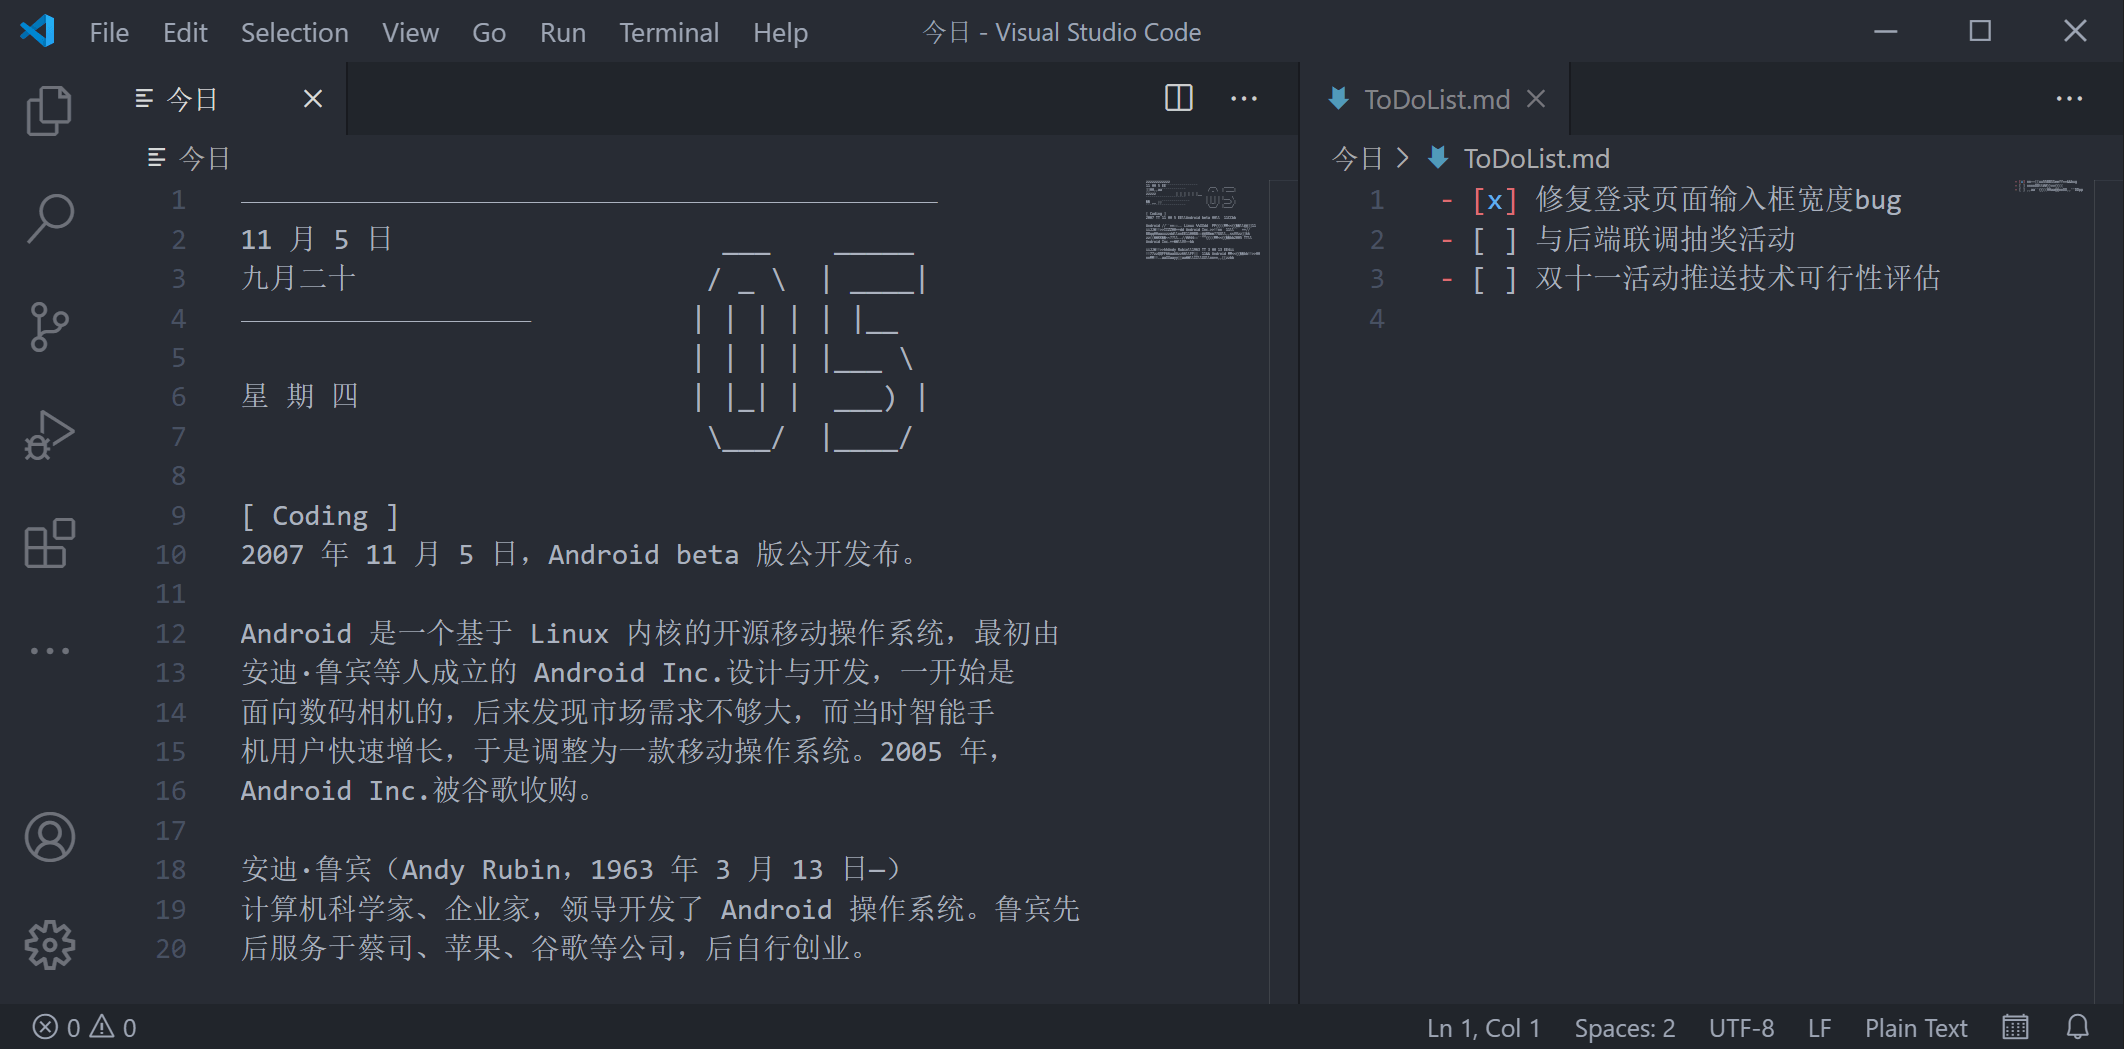 File Edit Selection View Go Run Terminal Help
今日 - Visual Studio Code
今日
今日
1
2 11 月 5 日
3 九月二十
4
5
6 星 期 四
7
8
9 [ Coding ]
10 2007 年 11 月 5 日，Android beta 版公开发布。
11
12 Android 是一个基于 Linux 内核的开源移动操作系统，最初由
13 安迪·鲁宾等人成立的 Android Inc.设计与开发，一开始是
14 面向数码相机的，后来发现市场需求不够大，而当时智能手
15 机用户快速增长，于是调整为一款移动操作系统。2005 年，
16 Android Inc.被谷歌收购。
17
18 安迪·鲁宾（Andy Rubin，1963 年 3 月 13 日—）
19 计算机科学家、企业家，领导开发了 Android 操作系统。鲁宾先
20 后服务于蔡司、苹果、谷歌等公司，后自行创业。
05
ToDoList.md
今日 > ToDoList.md
1 - [x] 修复登录页面输入框宽度bug
2 - [ ] 与后端联调抽奖活动
3 - [ ] 双十一活动推送技术可行性评估
4
0 0
Ln 1, Col 1 Spaces: 2 UTF-8 LF Plain Text